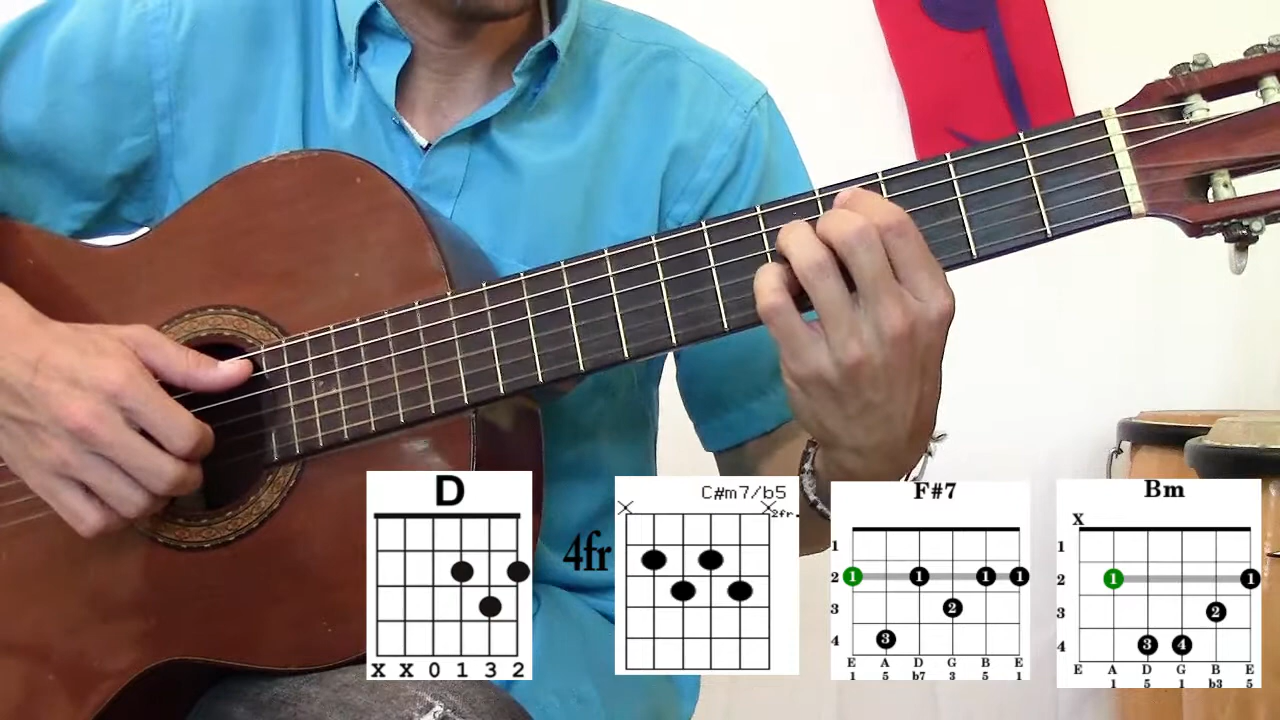 D
X X 0 1 3 2
4fr
C#m7/b5
X X
2fr.
F#7
1
2 1 1 1 1
3 2
4 3
E A D G B E
1 5 b7 3 5 1
Bm
X
1
2 1 1
3 2
4 3 4
E A D G B E
1 5 1 b3 5